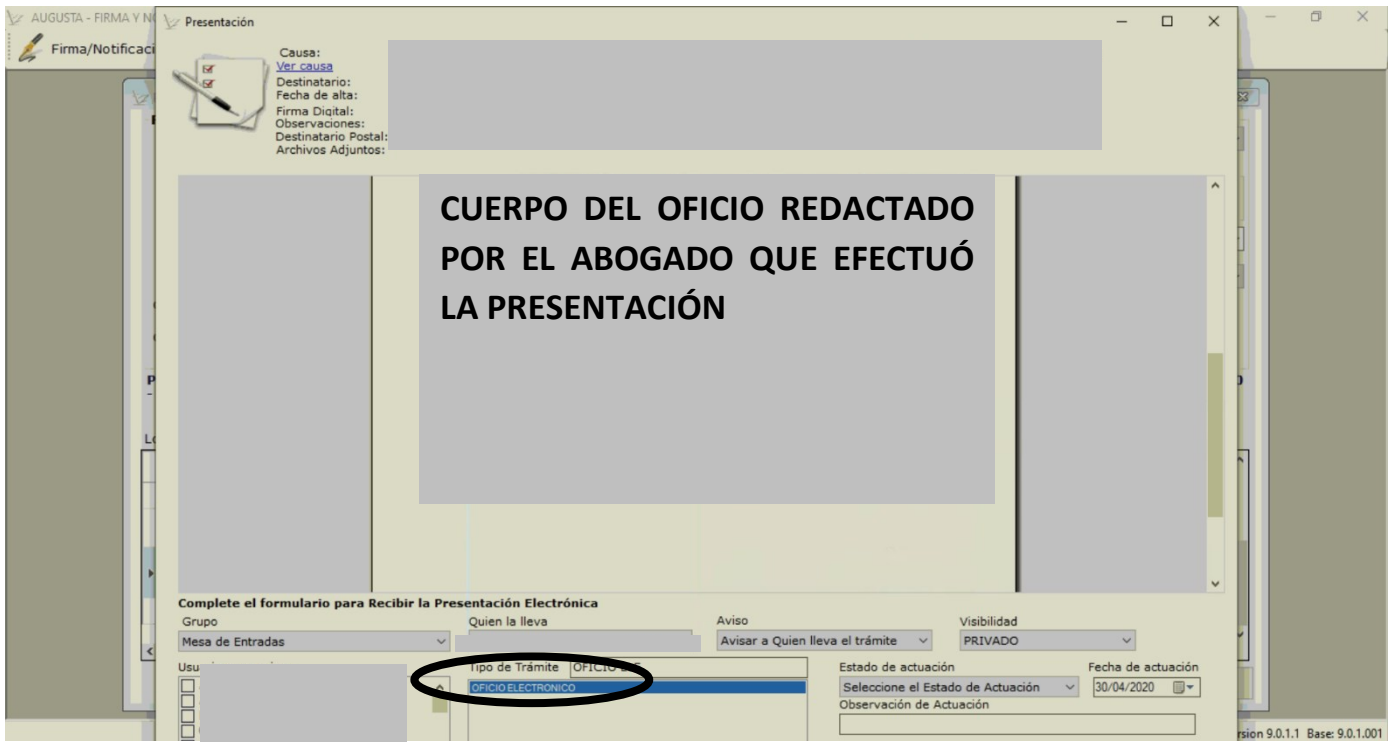 AUGUSTA - FIRMA Y NO
Presentación
Firma/Notificaci
Causa:
Ver causa
Destinatario:
Fecha de alta:
Firma Digital:
Observaciones:
Destinatario Postal:
Archivos Adjuntos:
CUERPO DEL OFICIO REDACTADO
POR EL ABOGADO QUE EFECTUÓ
LA PRESENTACIÓN
Complete el formulario para Recibir la Presentación Electrónica
Grupo Quien la lleva Aviso Visibilidad
Mesa de Entradas Avisar a Quien lleva el trámite PRIVADO
Tipo de Trámite OFICIO Estado de actuación Fecha de actuación
OFICIO ELECTRONICO Seleccione el Estado de Actuación 30/04/2020
Observación de Actuación
rsion 9.0.1.1 Base: 9.0.1.001